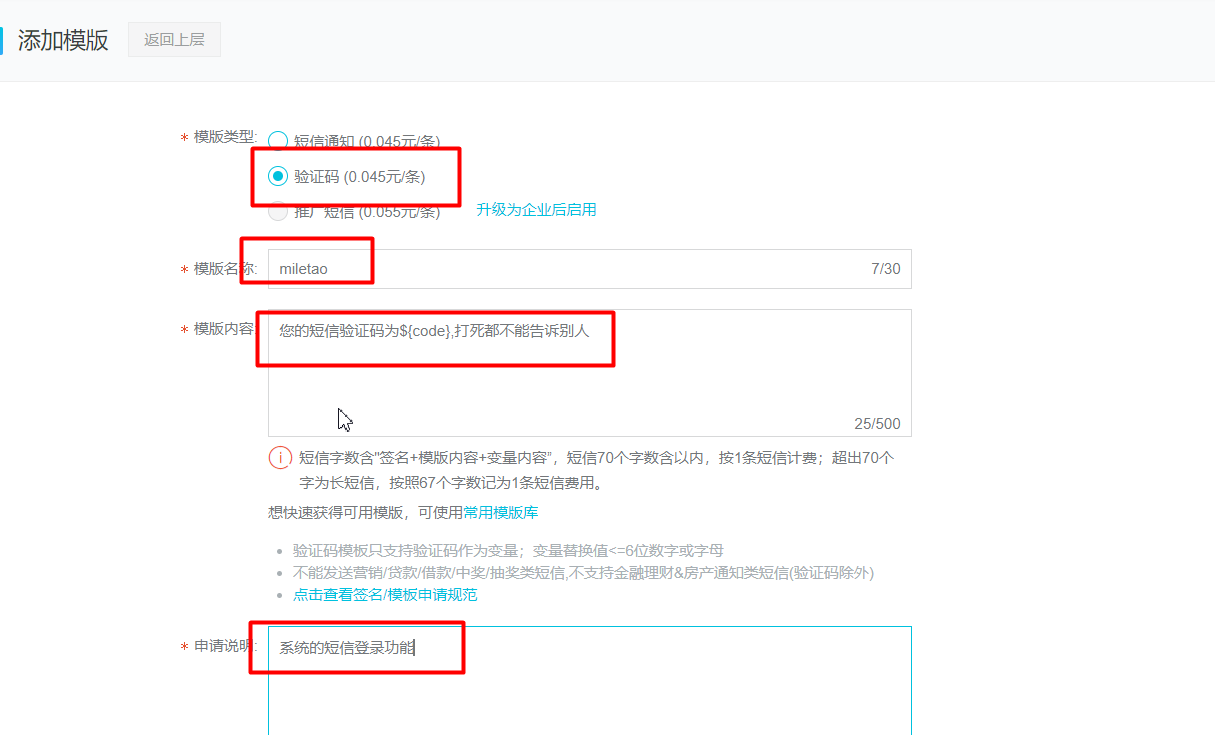 添加模版 返回上层
* 模版类型: 短信通知 (0.045元/条)
验证码 (0.045元/条)
推广短信 (0.055元/条) 升级为企业后启用
* 模版名称: miletao 7/30
* 模版内容: 您的短信验证码为${code},打死都不能告诉别人
25/500
短信字数含"签名+模版内容+变量内容"，短信70个字数含以内，按1条短信计费；超出70个
字为长短信，按照67个字数记为1条短信费用。
想快速获得可用模版，可使用常用模版库
验证码模板只支持验证码作为变量；变量替换值<=6位数字或字母
不能发送营销/贷款/借款/中奖/抽奖类短信,不支持金融理财&房产通知类短信(验证码除外)
点击查看签名/模板申请规范
* 申请说明: 系统的短信登录功能